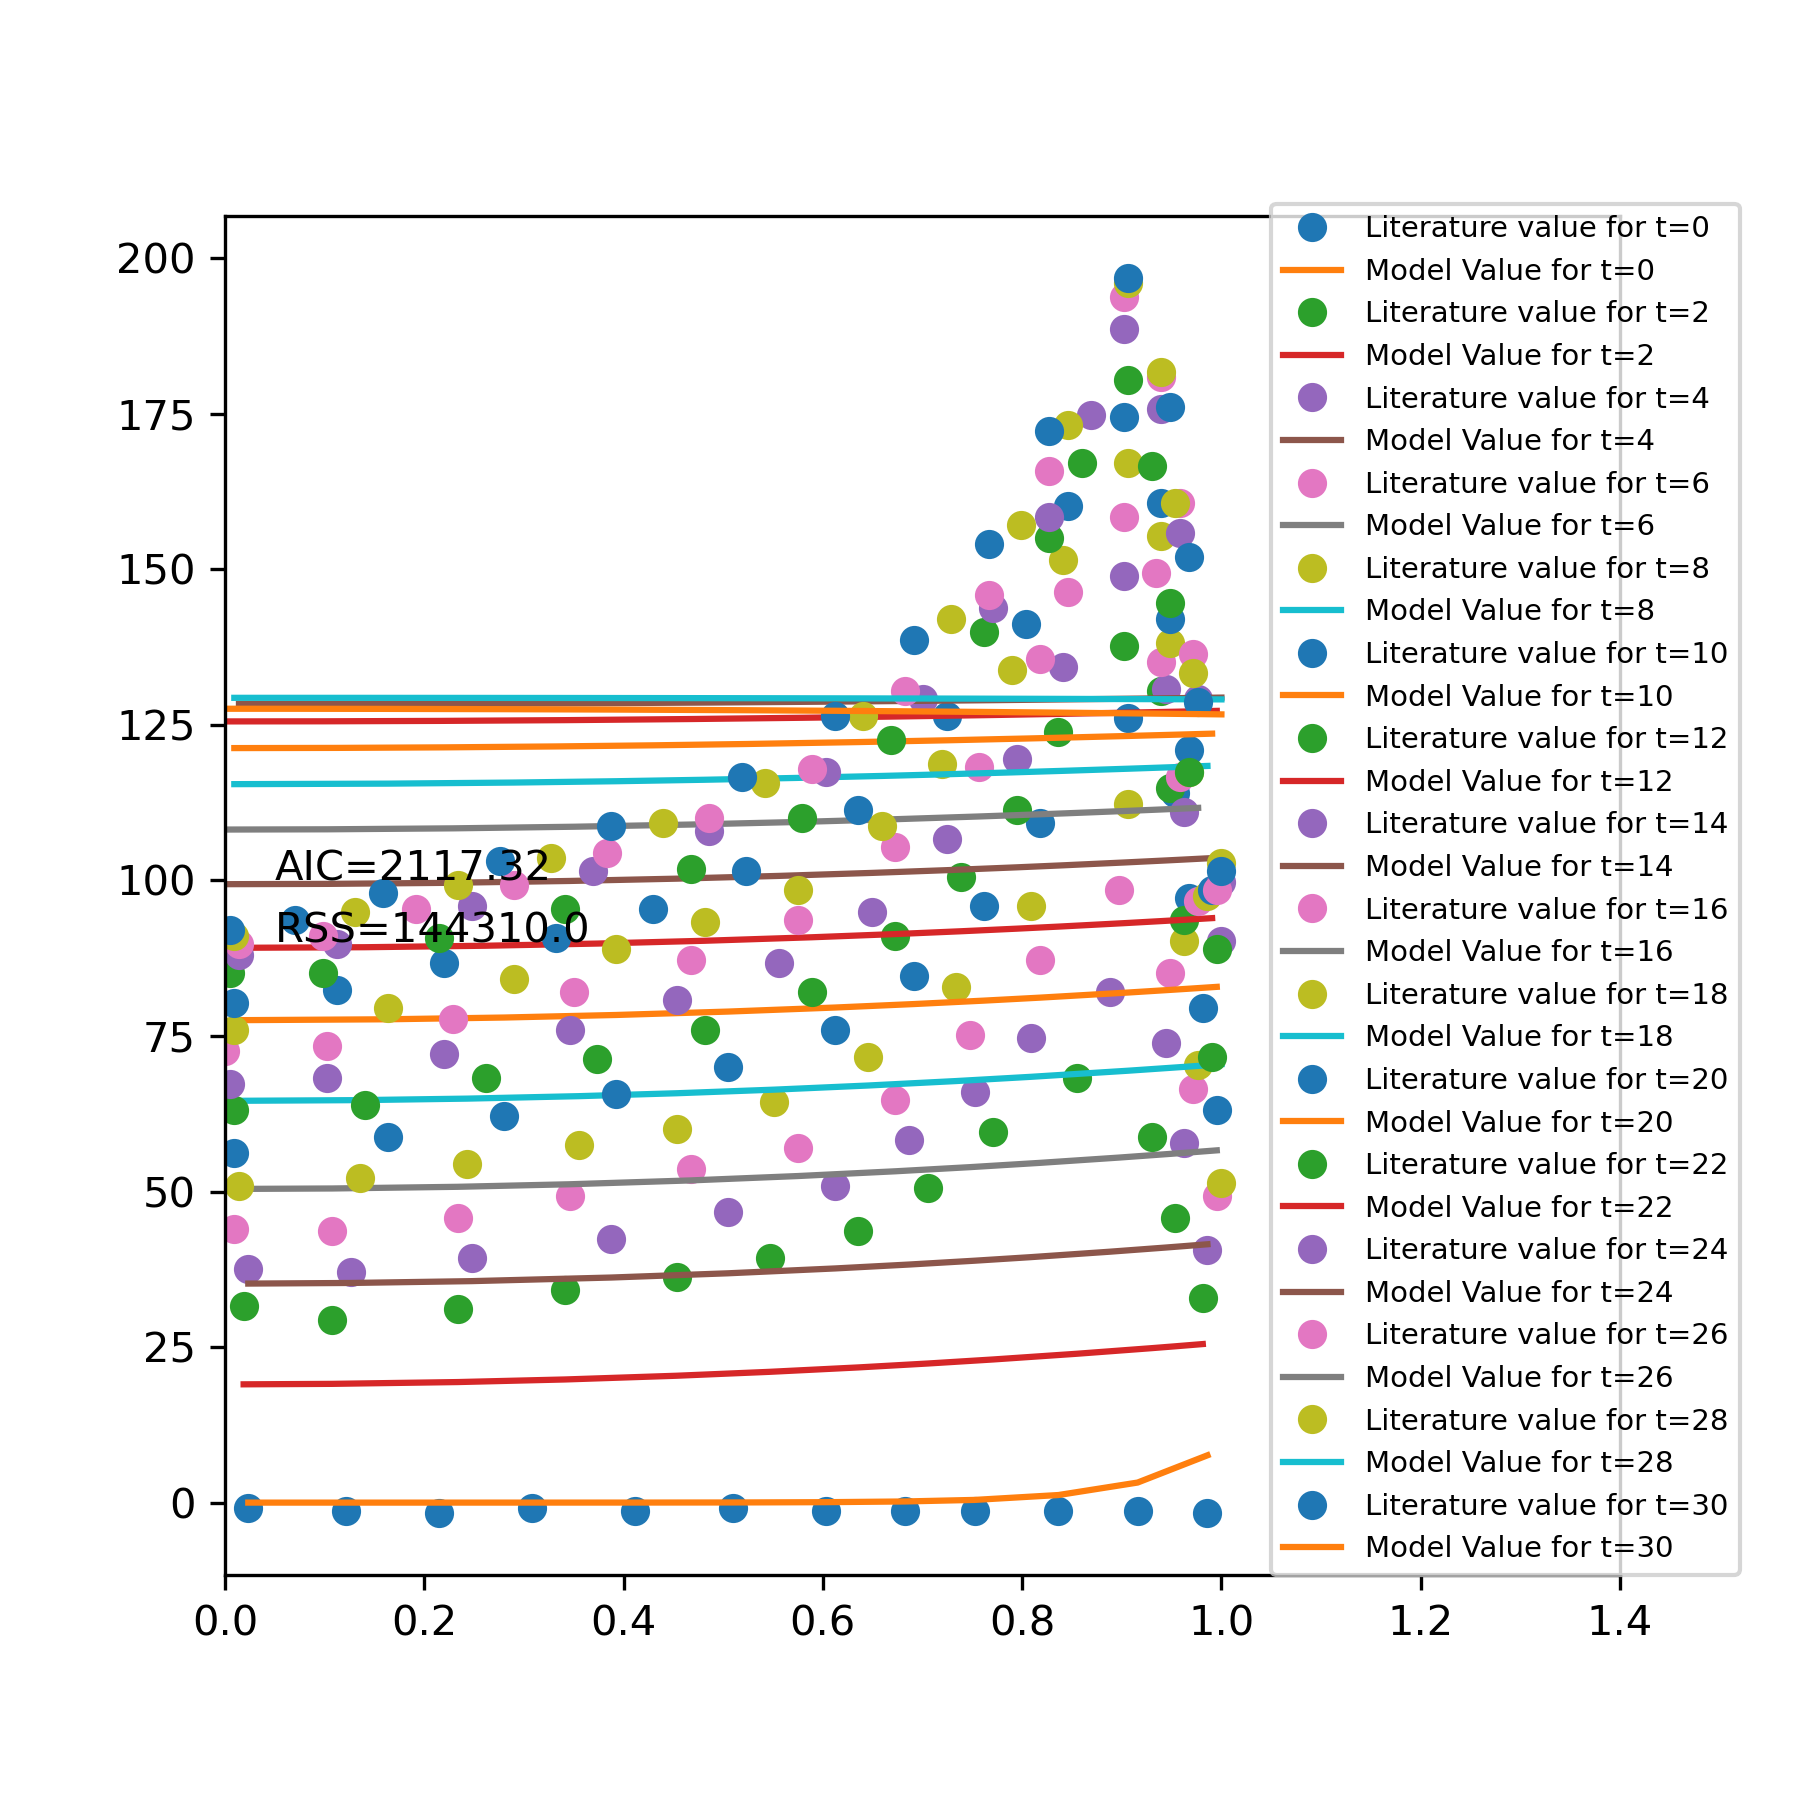 200
175
150
125
100
75
50
25
0
0.0 0.2 0.4 0.6 0.8 1.0 1.2 1.4
AIC=2117.32
RSS=144310.0
Literature value for t=0
Model Value for t=0
Literature value for t=2
Model Value for t=2
Literature value for t=4
Model Value for t=4
Literature value for t=6
Model Value for t=6
Literature value for t=8
Model Value for t=8
Literature value for t=10
Model Value for t=10
Literature value for t=12
Model Value for t=12
Literature value for t=14
Model Value for t=14
Literature value for t=16
Model Value for t=16
Literature value for t=18
Model Value for t=18
Literature value for t=20
Model Value for t=20
Literature value for t=22
Model Value for t=22
Literature value for t=24
Model Value for t=24
Literature value for t=26
Model Value for t=26
Literature value for t=28
Model Value for t=28
Literature value for t=30
Model Value for t=30